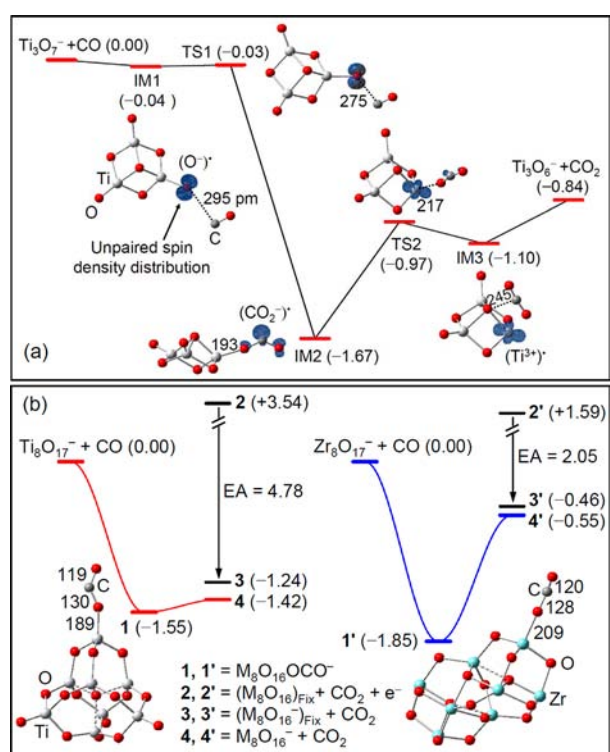 Ti₃O₇⁻ +CO (0.00)
TS1 (−0.03)
IM1
(−0.04 )
275
(O⁻)•
Ti
O
295 pm
C
Unpaired spin
density distribution
217
TS2
(−0.97)
Ti₃O₆⁻ +CO₂
(−0.84)
IM3 (−1.10)
245
(Ti³⁺)•
(CO₂⁻)•
193
IM2 (−1.67)
(a)
(b)
2 (+3.54)
Ti₈O₁₇⁻ + CO (0.00)
EA = 4.78
3 (−1.24)
4 (−1.42)
1 (−1.55)
119
C
130
189
O
Ti
2' (+1.59)
Zr₈O₁₇⁻ + CO (0.00)
EA = 2.05
3' (−0.46)
4' (−0.55)
1' (−1.85)
C
120
128
209
O
Zr
1, 1' = M₈O₁₆OCO⁻
2, 2' = (M₈O₁₆)Fix + CO₂ + e⁻
3, 3' = (M₈O₁₆⁻)Fix + CO₂
4, 4' = M₈O₁₆⁻ + CO₂